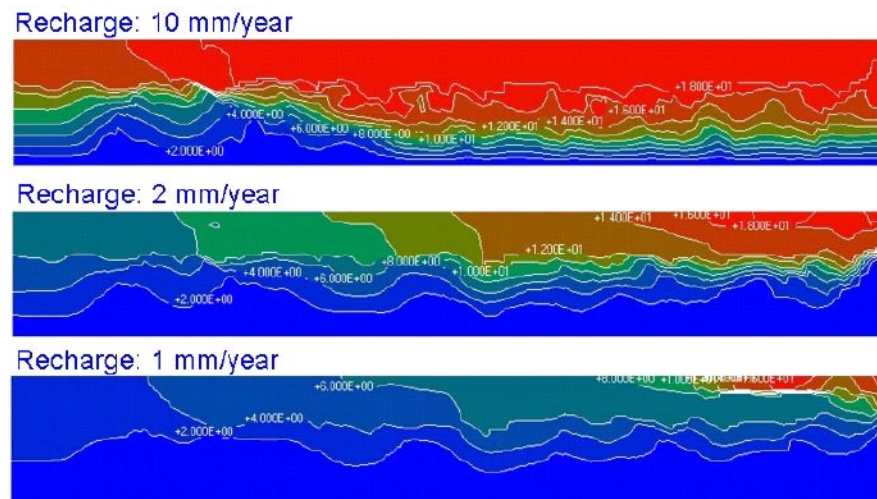 Recharge: 10 mm/year
+1.800E+01
+1.600E+01
+4.000E+00
+1.400E+01
+1.200E+01
+6.000E+00
+8.000E+00
+1.000E+01
+2.000E+00
Recharge: 2 mm/year
+1.400E+01
+1.600E+01
+1.800E+01
+1.200E+01
+8.000E+00
+4.000E+00
+1.000E+01
+6.000E+00
+2.000E+00
Recharge: 1 mm/year
+6.000E+00
+8.000E+00
+4.000E+00
+2.000E+00